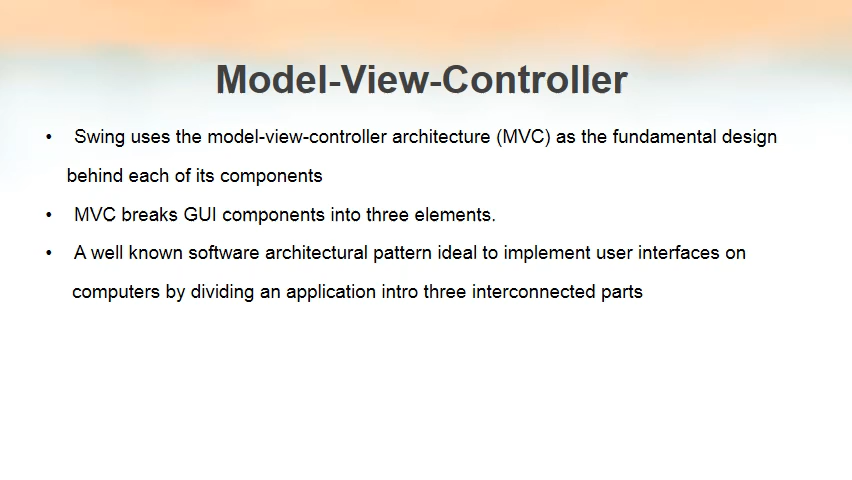 Model-View-Controller
• Swing uses the model-view-controller architecture (MVC) as the fundamental design
behind each of its components
• MVC breaks GUI components into three elements.
• A well known software architectural pattern ideal to implement user interfaces on
computers by dividing an application intro three interconnected parts